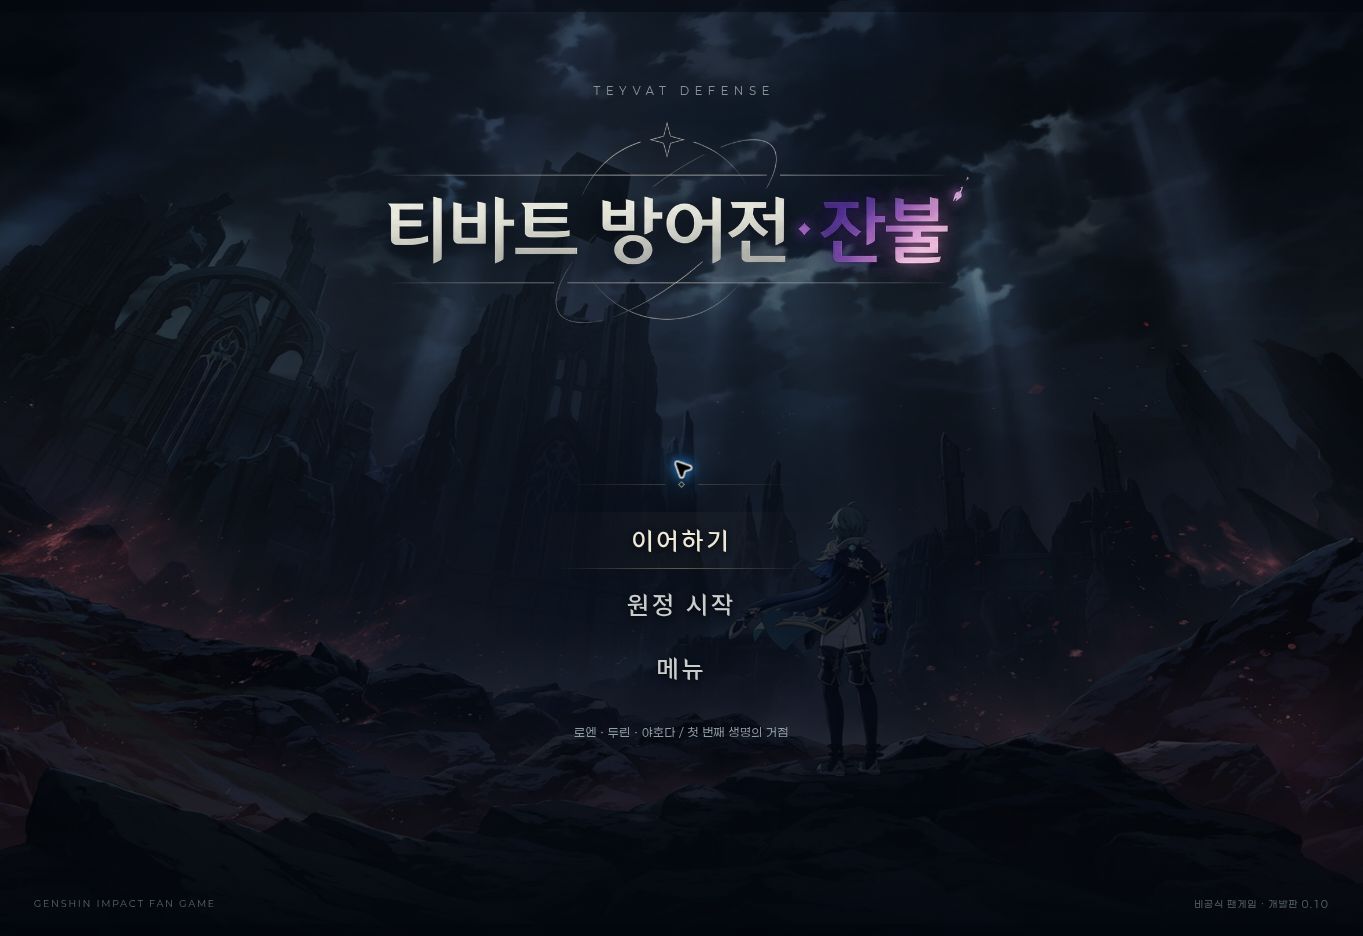 TEYVAT DEFENSE
티바트 방어전·잔불
이어하기
원정 시작
메뉴
로엔 · 두린 · 야호다 / 첫 번째 생명의 거점
GENSHIN IMPACT FAN GAME
비공식 팬게임 · 개발판 0.10